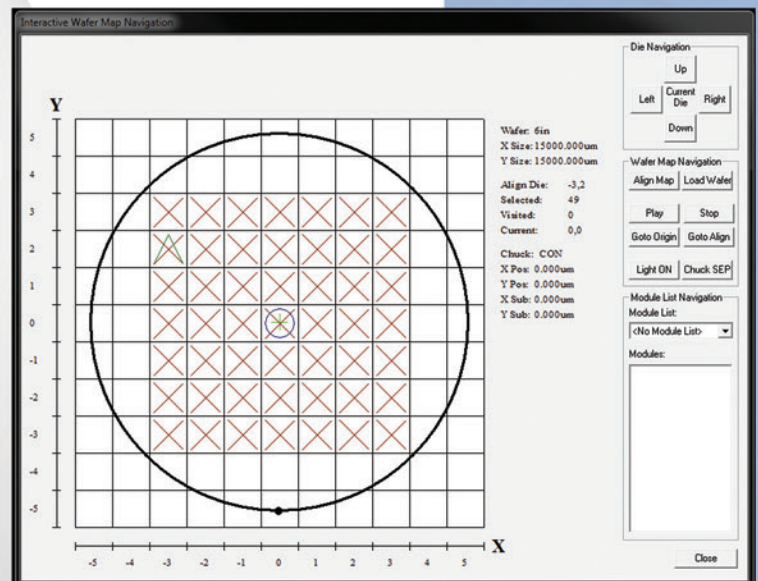 Interactive Wafer Map Navigation
Y
5
4
3
2
1
0
-1
-2
-3
-4
-5
-5 -4 -3 -2 -1 0 1 2 3 4 5
X
Wafer: 6in
X Size: 15000.000um
Y Size: 15000.000um
Align Die: -3,2
Selected: 49
Visited: 0
Current: 0,0
Chuck: CON
X Pos: 0.000um
Y Pos: 0.000um
X Sub: 0.000um
Y Sub: 0.000um
Die Navigation
Up
Left Current Die Right
Down
Wafer Map Navigation
Align Map Load Wafer
Play Stop
Goto Origin Goto Align
Light ON Chuck SEP
Module List Navigation
Module List:
<No Module List>
Modules:
Close